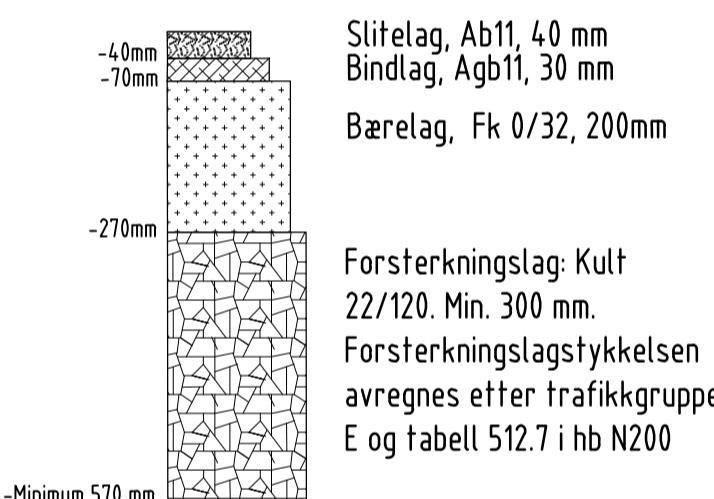 Slitelag, Ab11, 40 mm
-40mm
Bindlag, Agb11, 30 mm
-70mm
Bærelag, Fk 0/32, 200mm
-270mm
Forsterkningslag: Kult
22/120. Min. 300 mm.
Forsterkningslagstykkelsen
avregnes etter trafikkgruppe
E og tabell 512.7 i hb N200
-Minimum 570 mm